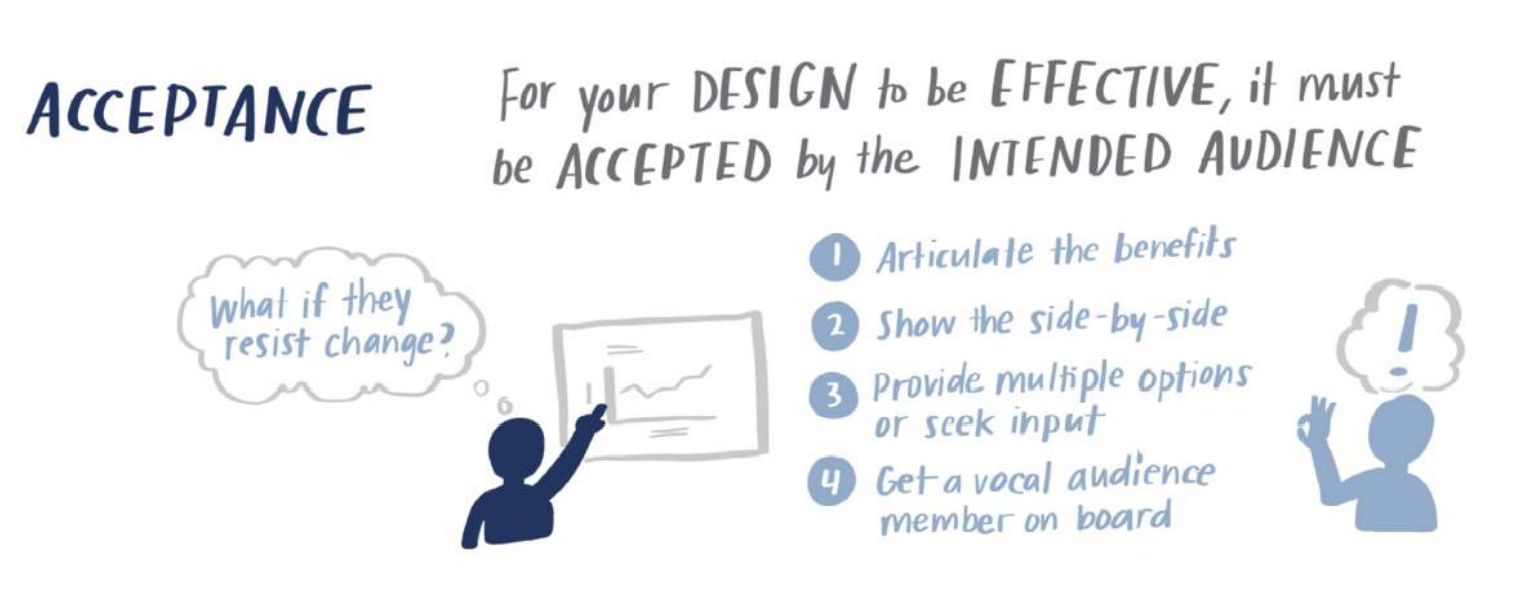 ACCEPTANCE
For your DESIGN to be EFFECTIVE, it must
be ACCEPTED by the INTENDED AUDIENCE
What if they
resist change?
1 Articulate the benefits
2 Show the side-by-side
3 Provide multiple options
or seek input
4 Get a vocal audience
member on board
!